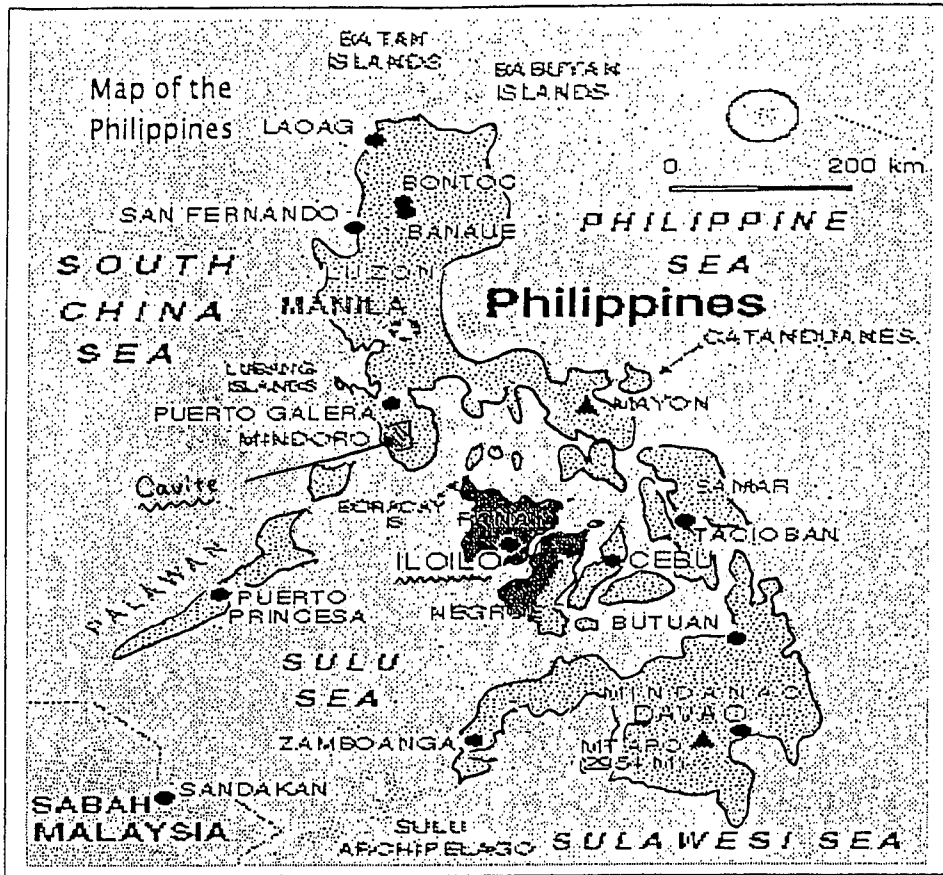 BATAN
ISLANDS
BABUYAN
ISLANDS
Map of the
Philippines
LAOAG
0 200 km
BONTOC
SAN FERNANDO
BANAUE
PHILIPPINE
SEA
SOUTH
CHINA
SEA
LUZON
MANILA
Philippines
CATANDUANES
LUBANG
ISLANDS
PUERTO GALERA
MAYON
MINDORO
Cavite
SAMAR
BORACAY
IS
PANAY
TACLOBAN
ILOILO
CEBU
PALAWAN
PUERTO
PRINCESA
NEGROS
BUTUAN
SULU
SEA
MINDANAO
DAVAO
ZAMBOANGA
MT APO
SANDAKAN
SABAH
MALAYSIA
SULU
ARCHIPELAGO
SULAWESI SEA